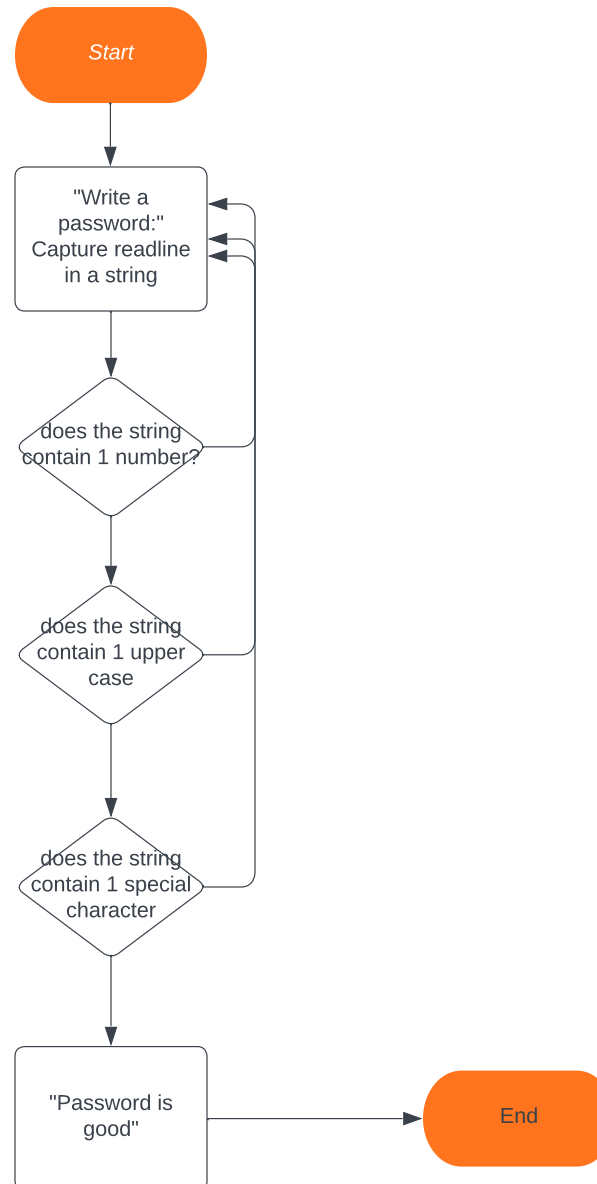 Start
"Write a
password:"
Capture readline
in a string
does the string
contain 1 number?
does the string
contain 1 upper
case
does the string
contain 1 special
character
"Password is
good"
End